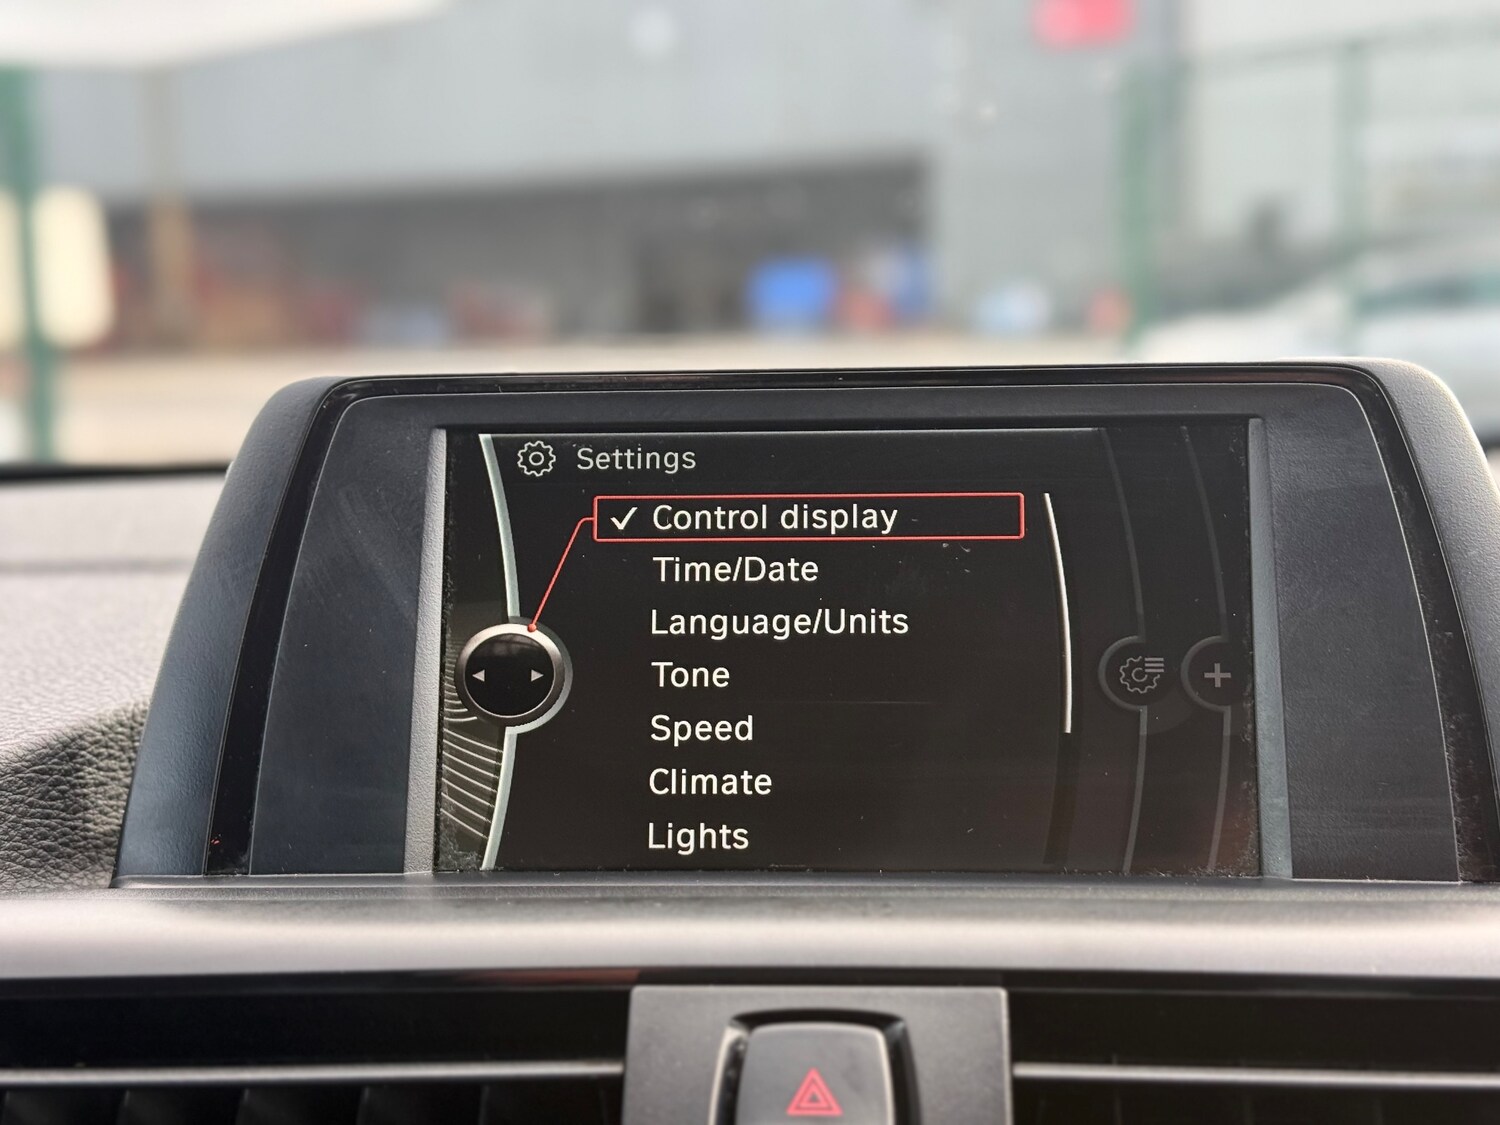 Settings
✓ Control display
Time/Date
Language/Units
Tone
Speed
Climate
Lights